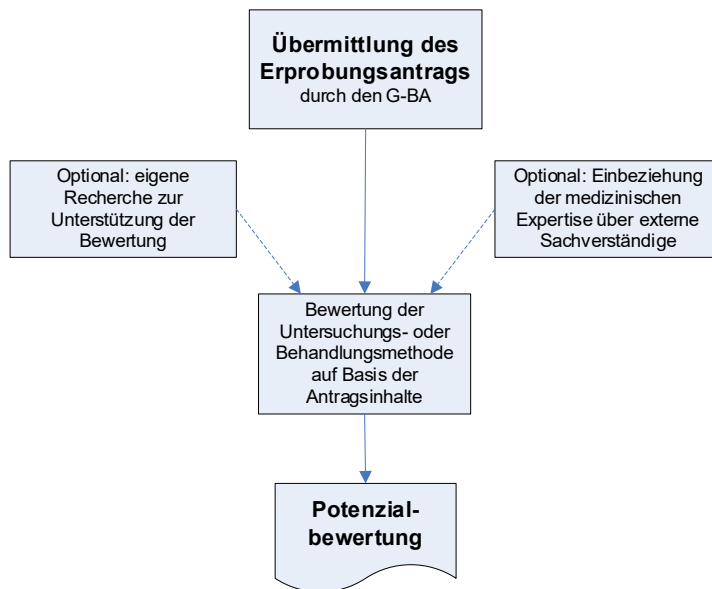 Übermittlung des
Erprobungsantrags
durch den G-BA
Optional: eigene
Recherche zur
Unterstützung der
Bewertung
Optional: Einbeziehung
der medizinischen
Expertise über externe
Sachverständige
Bewertung der
Untersuchungs- oder
Behandlungsmethode
auf Basis der
Antragsinhalte
Potenzial-
bewertung